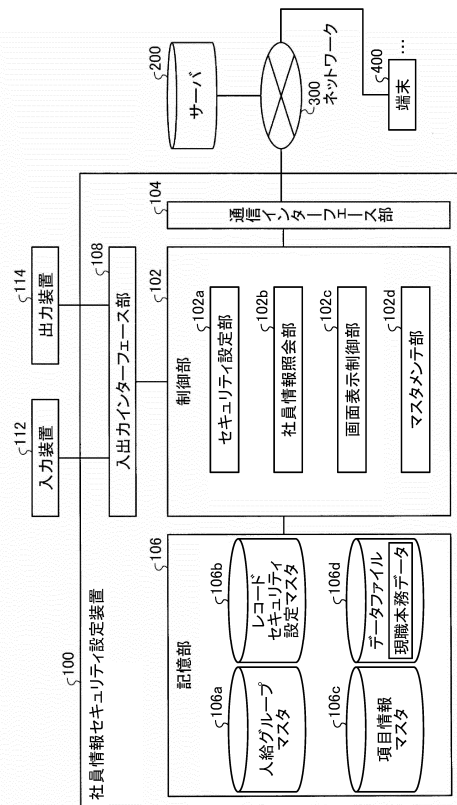 100
社員情報セキュリティ設定装置
112
入力装置
114
出力装置
108
入出力インターフェース部
200
サーバ
300
ネットワーク
400
端末
…
106
記憶部
106a
人給グループ
マスタ
106b
レコード
セキュリティ
設定マスタ
106c
項目情報
マスタ
106d
データファイル
現職本務データ
102
制御部
102a
セキュリティ設定部
102b
社員情報照会部
102c
画面表示制御部
102d
マスタメンテ部
104
通信インターフェース部